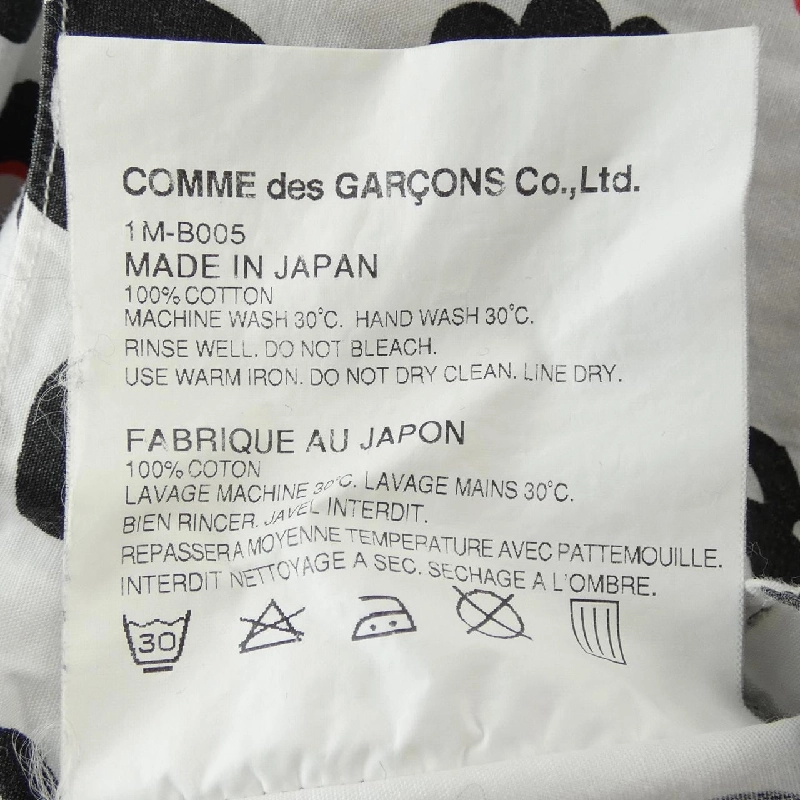 COMME des GARÇONS Co.,Ltd.
1M-B005
MADE IN JAPAN
100% COTTON
MACHINE WASH 30°C. HAND WASH 30°C.
RINSE WELL. DO NOT BLEACH.
USE WARM IRON. DO NOT DRY CLEAN. LINE DRY.
FABRIQUE AU JAPON
100% COTON
LAVAGE MACHINE 30°C. LAVAGE MAINS 30°C.
BIEN RINCER. JAVEL INTERDIT.
REPASSER A MOYENNE TEMPERATURE AVEC PATTEMOUILLE.
INTERDIT NETTOYAGE A SEC. SECHAGE A L'OMBRE.
30